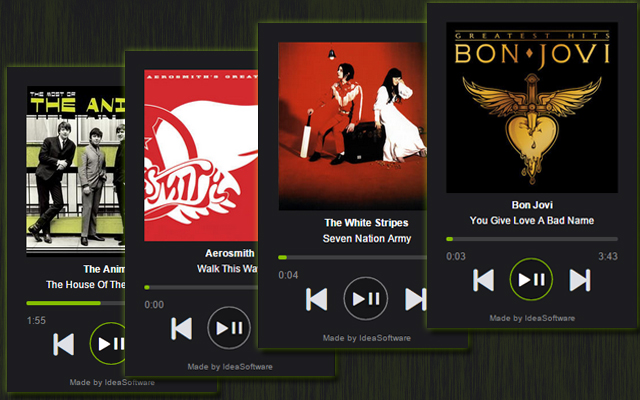 THE MOST OF
THE ANI
The Anim
The House Of The
1:55
Made by IdeaSoftware
AEROSMITH'S GREAT
SMITH
Aerosmith
Walk This Wa
0:00
Made by IdeaSoftware
The White Stripes
Seven Nation Army
0:04
Made by IdeaSoftware
GREATEST HITS
BON JOVI
Bon Jovi
You Give Love A Bad Name
0:03
3:43
Made by IdeaSoftware